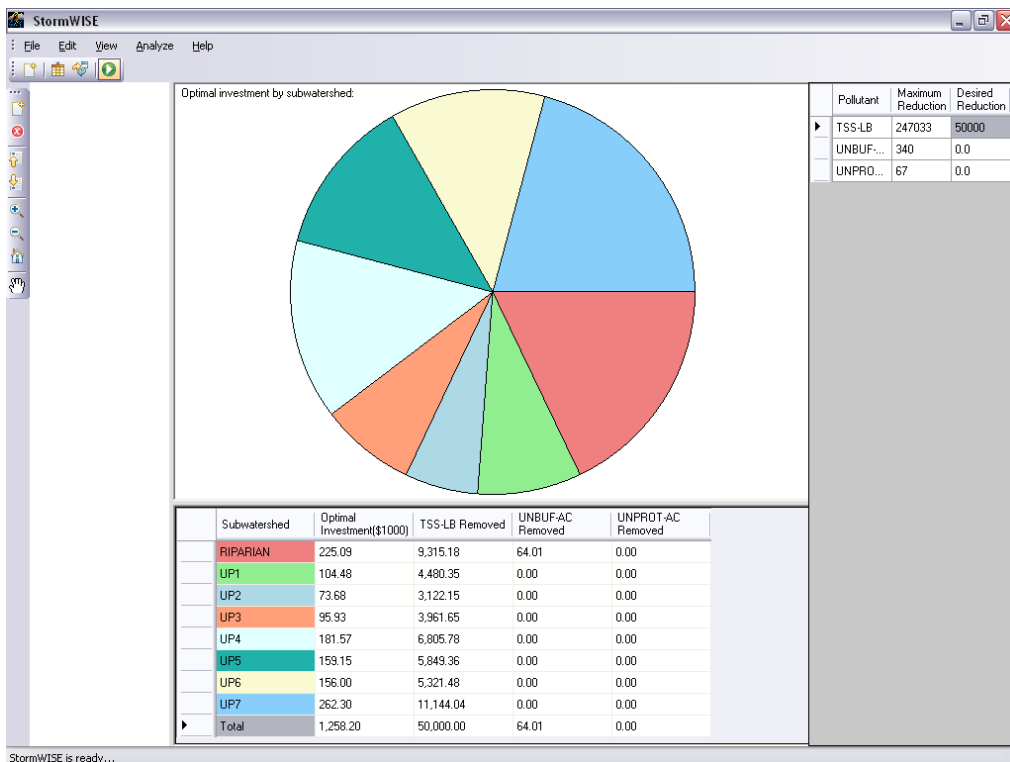 StormWISE
File Edit View Analyze Help
Optimal investment by subwatershed:
Pollutant Maximum Reduction Desired Reduction
TSS-LB 247033 50000
UNBUF-... 340 0.0
UNPRO... 67 0.0
Subwatershed Optimal Investment($1000) TSS-LB Removed UNBUF-AC Removed UNPROT-AC Removed
RIPARIAN 225.09 9,315.18 64.01 0.00
UP1 104.48 4,480.35 0.00 0.00
UP2 73.68 3,122.15 0.00 0.00
UP3 95.93 3,961.65 0.00 0.00
UP4 181.57 6,805.78 0.00 0.00
UP5 159.15 5,849.36 0.00 0.00
UP6 156.00 5,321.48 0.00 0.00
UP7 262.30 11,144.04 0.00 0.00
Total 1,258.20 50,000.00 64.01 0.00
StormWISE is ready...